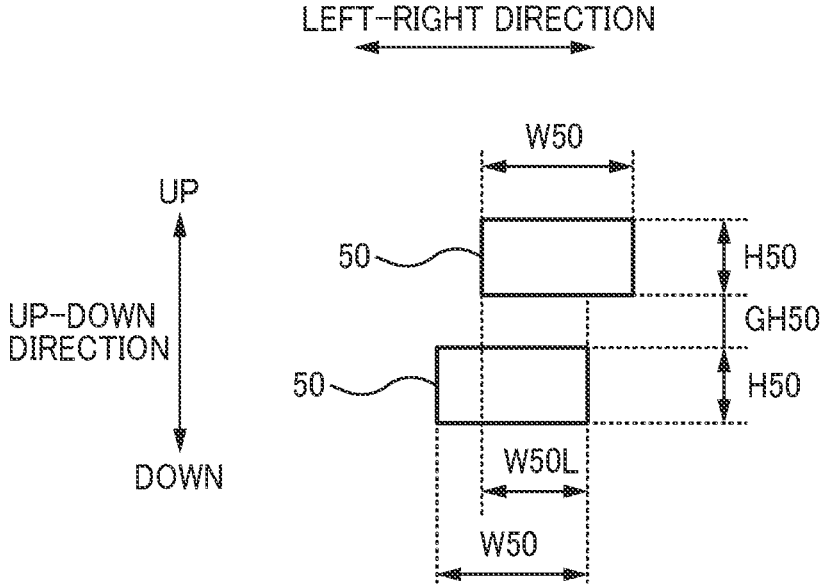 LEFT-RIGHT DIRECTION
W50
UP
50
H50
UP-DOWN
DIRECTION
GH50
50
H50
DOWN
W50L
W50